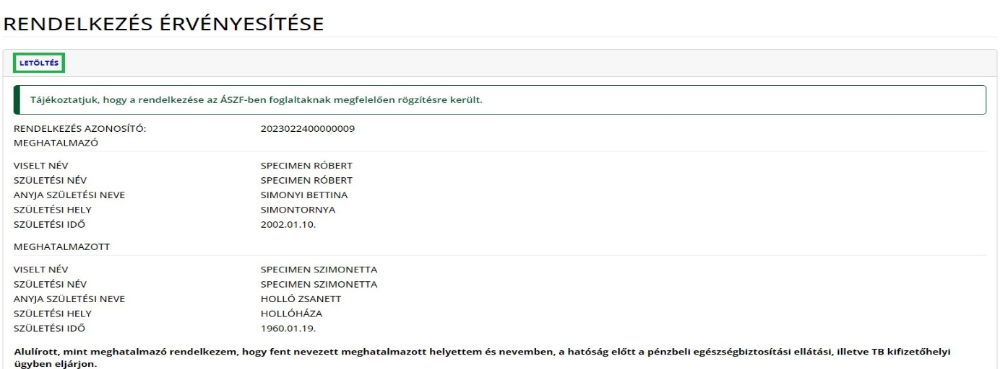 RENDELKEZÉS ÉRVÉNYESÍTÉSE
LETÖLTÉS
Tájékoztatjuk, hogy a rendelkezése az ÁSZF-ben foglaltaknak megfelelően rögzítésre került.
RENDELKEZÉS AZONOSÍTÓ: 2023022400000009
MEGHATALMAZÓ
VISELT NÉV SPECIMEN RÓBERT
SZÜLETÉSI NÉV SPECIMEN RÓBERT
ANYJA SZÜLETÉSI NEVE SIMONYI BETTINA
SZÜLETÉSI HELY SIMONTORNYA
SZÜLETÉSI IDŐ 2002.01.10.
MEGHATALMAZOTT
VISELT NÉV SPECIMEN SZIMONETTA
SZÜLETÉSI NÉV SPECIMEN SZIMONETTA
ANYJA SZÜLETÉSI NEVE HOLLÓ ZSANETT
SZÜLETÉSI HELY HOLLÓHÁZA
SZÜLETÉSI IDŐ 1960.01.19.
Alulírott, mint meghatalmazó rendelkezem, hogy fent nevezett meghatalmazott helyettem és nevemben, a hatóság előtt a pénzbeli egészségbiztosítási ellátási, illetve TB kifizetőhelyi
ügyben eljárjon.